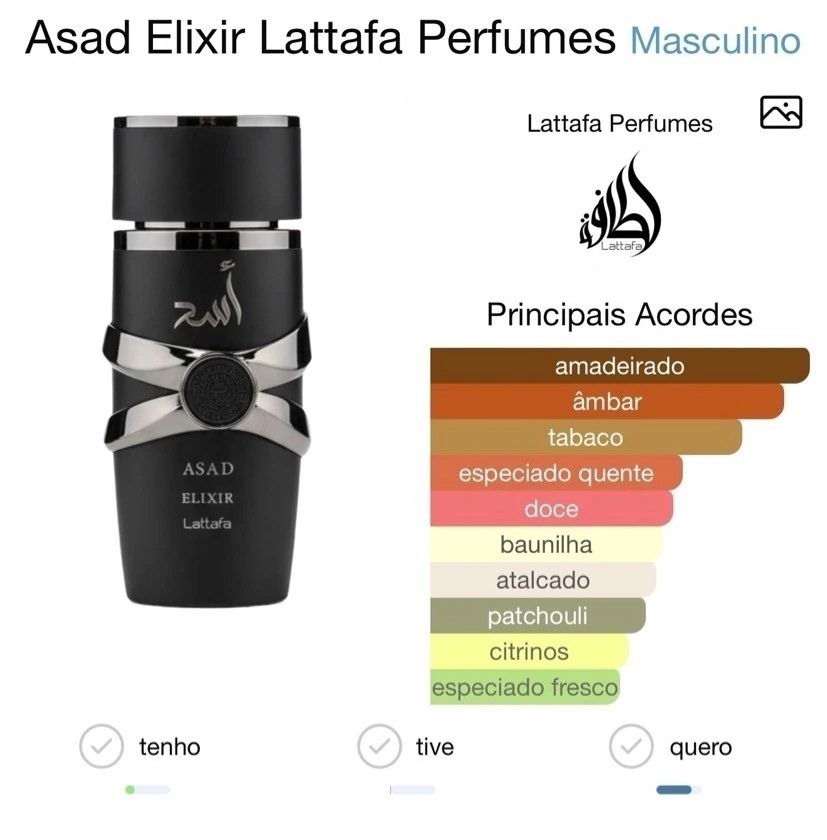 Asad Elixir Lattafa Perfumes Masculino
Lattafa Perfumes
لطافة
Lattafa
أسد
ASAD
ELIXIR
Lattafa
Principais Acordes
amadeirado
âmbar
tabaco
especiado quente
doce
baunilha
atalcado
patchouli
citrinos
especiado fresco
tenho
tive
quero